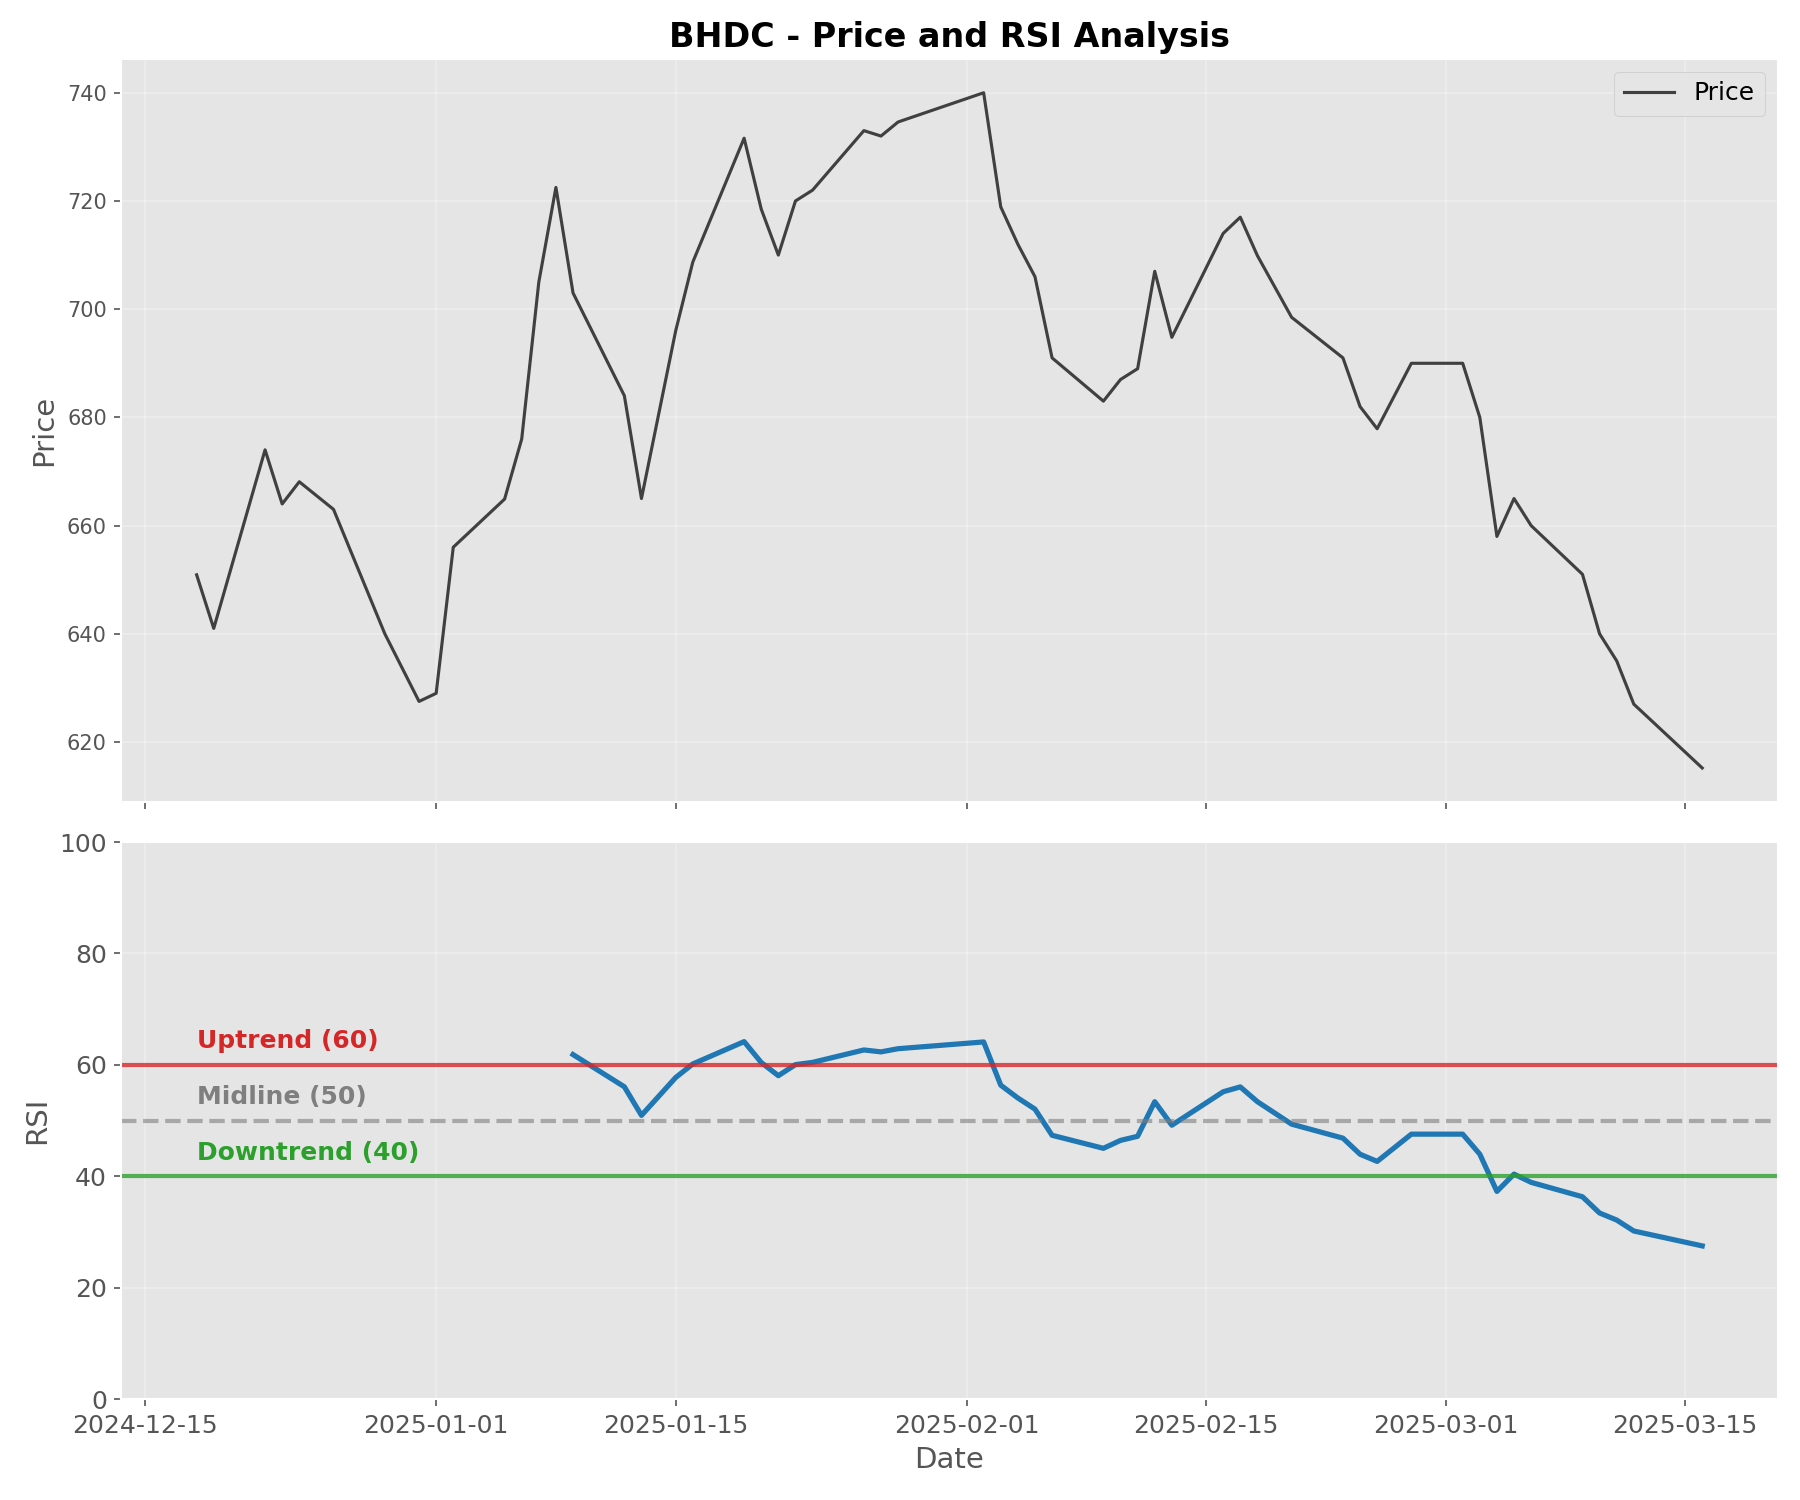 BHDC - Price and RSI Analysis
Price
740
720
700
680
660
640
620
Price
100
80
60
40
20
0
RSI
Uptrend (60)
Midline (50)
Downtrend (40)
2024-12-15
2025-01-01
2025-01-15
2025-02-01
2025-02-15
2025-03-01
2025-03-15
Date